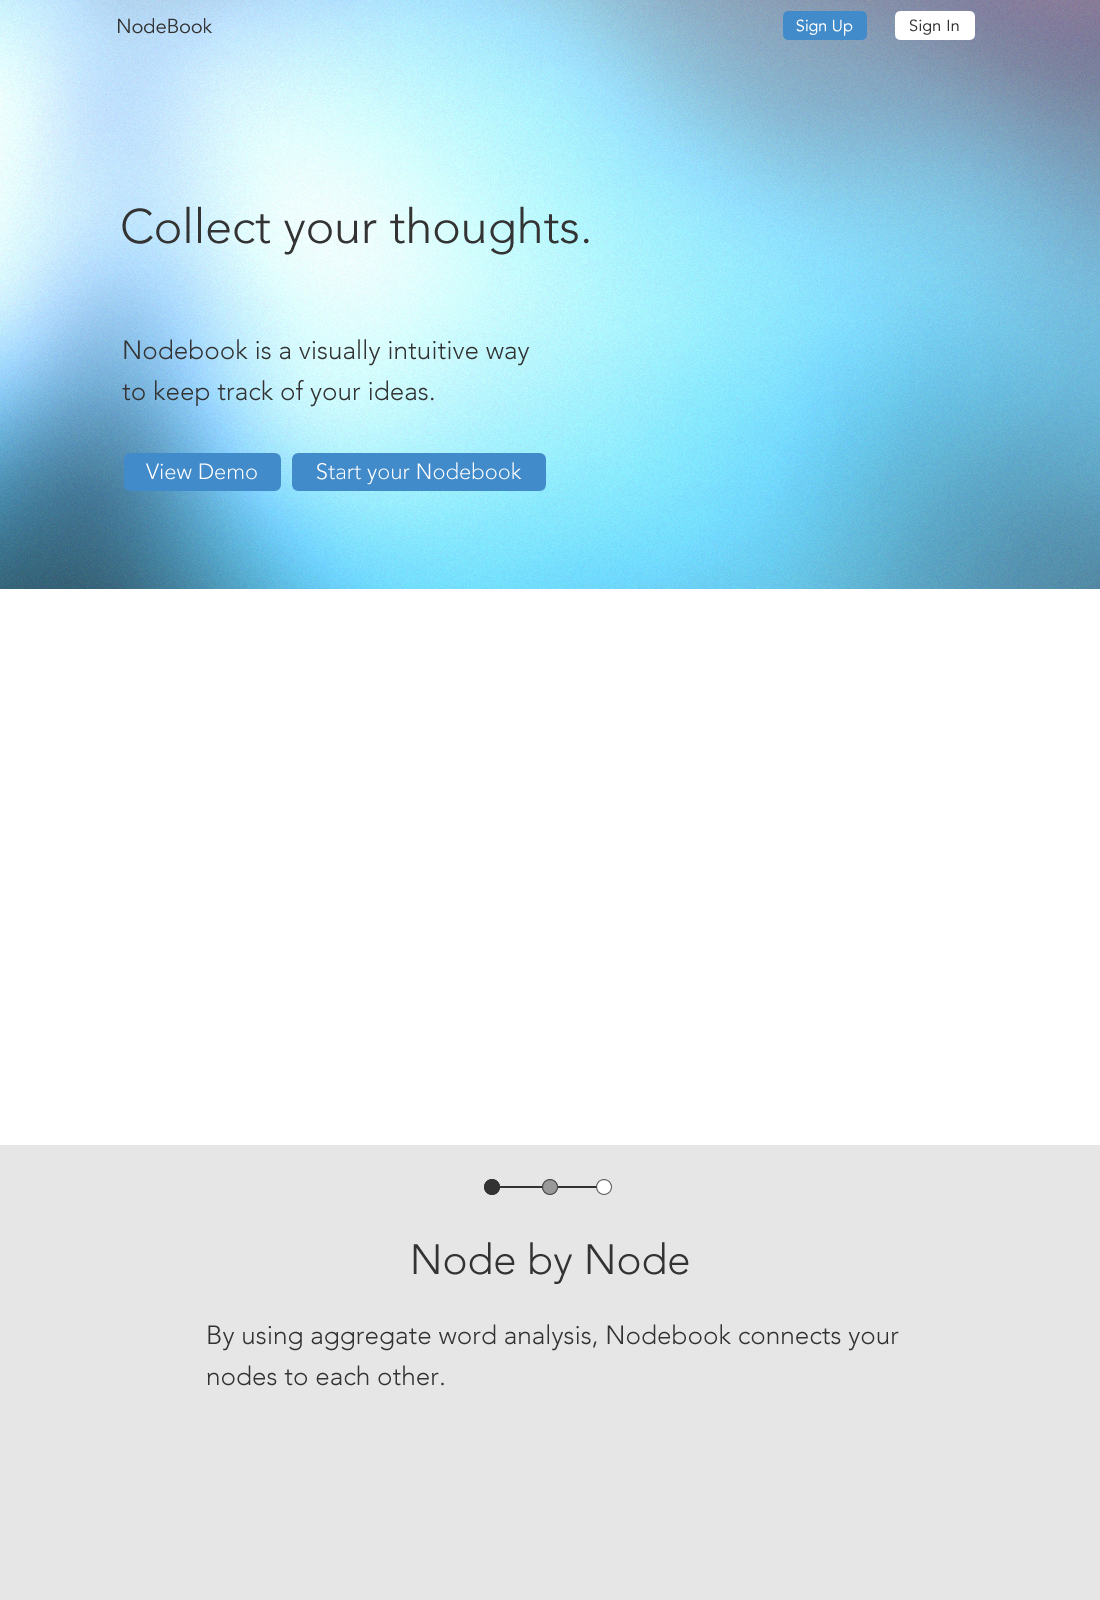 NodeBook
Sign Up
Sign In
Collect your thoughts.
Nodebook is a visually intuitive way
to keep track of your ideas.
View Demo
Start your Nodebook
Node by Node
By using aggregate word analysis, Nodebook connects your
nodes to each other.